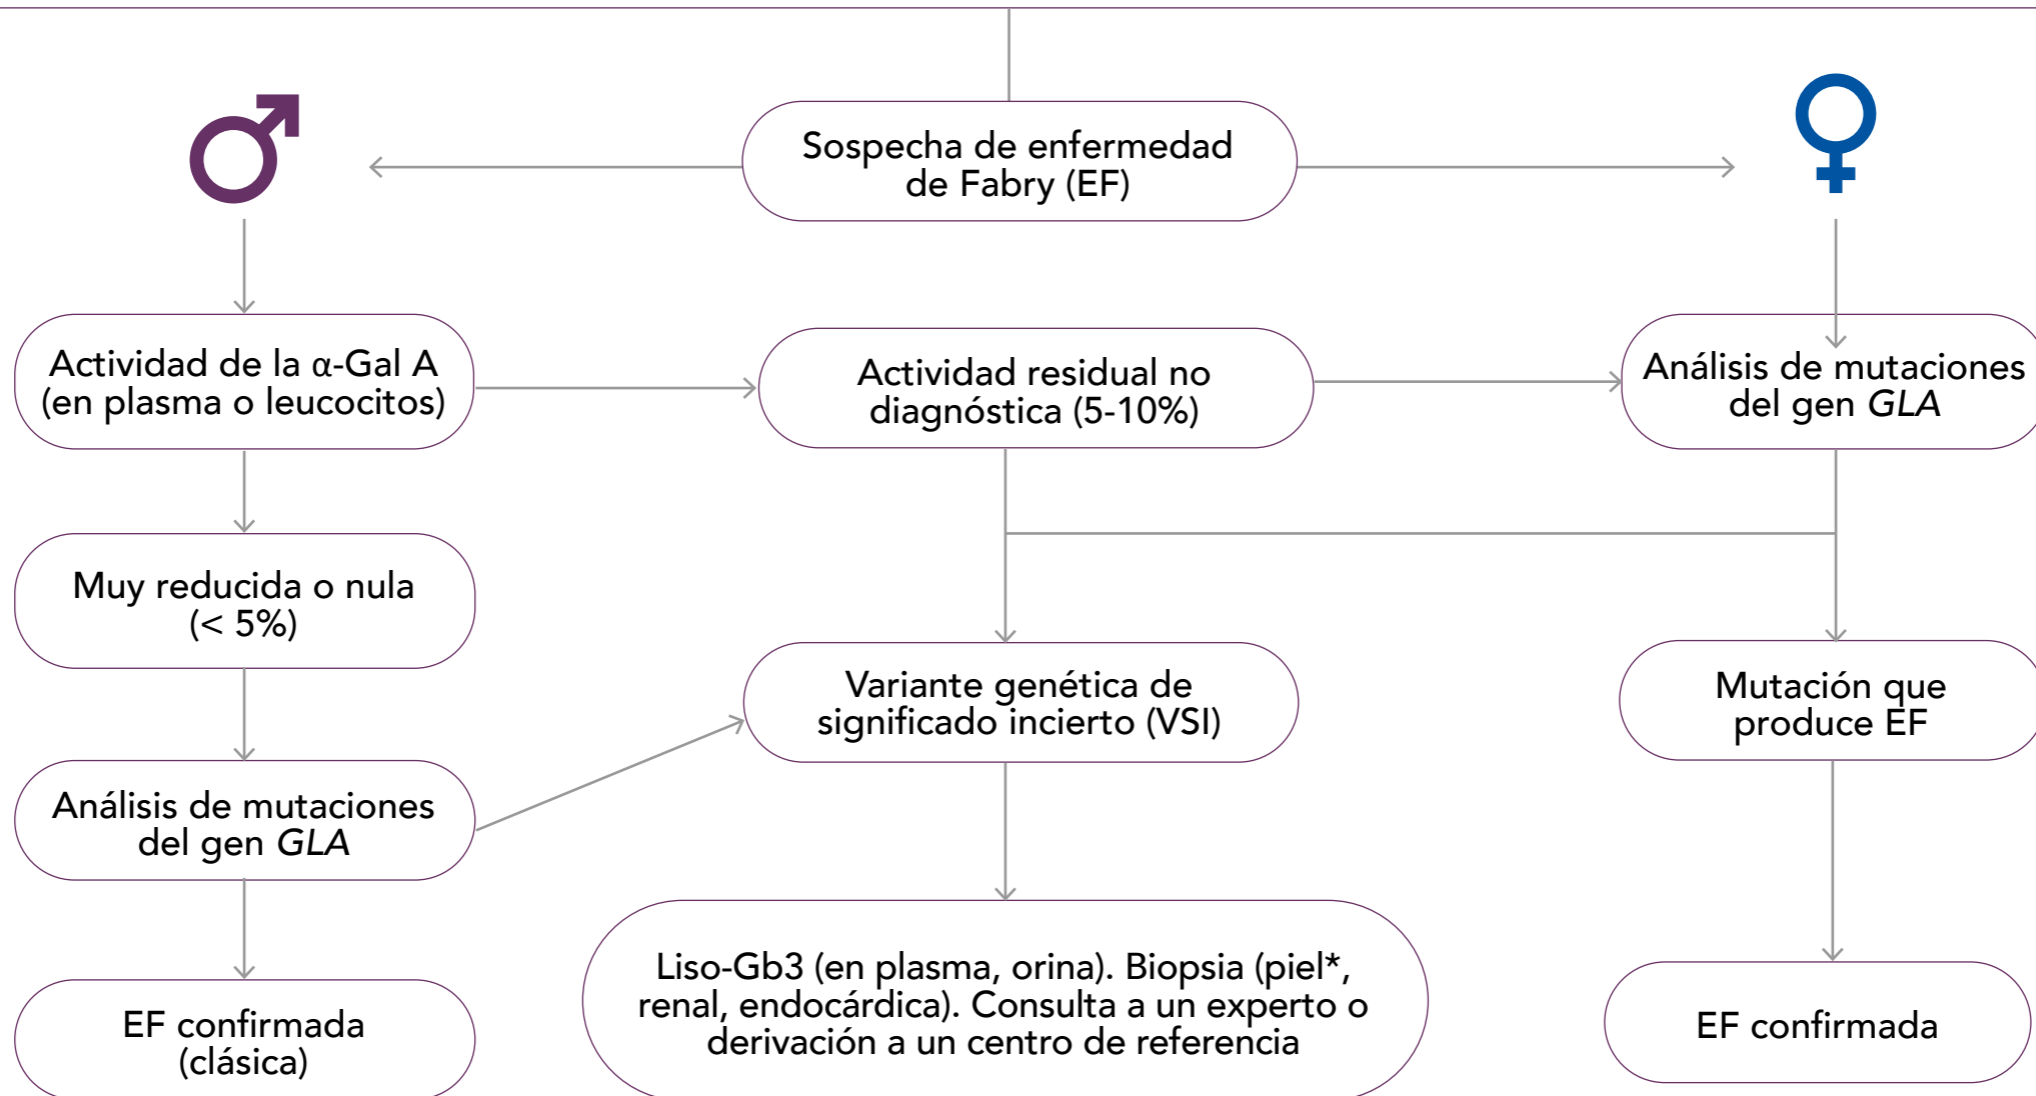 Sospecha de enfermedad
de Fabry (EF)
Actividad de la α-Gal A
(en plasma o leucocitos)
Actividad residual no
diagnóstica (5-10%)
Análisis de mutaciones
del gen GLA
Muy reducida o nula
(< 5%)
Variante genética de
significado incierto (VSI)
Mutación que
produce EF
Análisis de mutaciones
del gen GLA
Liso-Gb3 (en plasma, orina). Biopsia (piel*,
renal, endocárdica). Consulta a un experto o
derivación a un centro de referencia
EF confirmada
(clásica)
EF confirmada